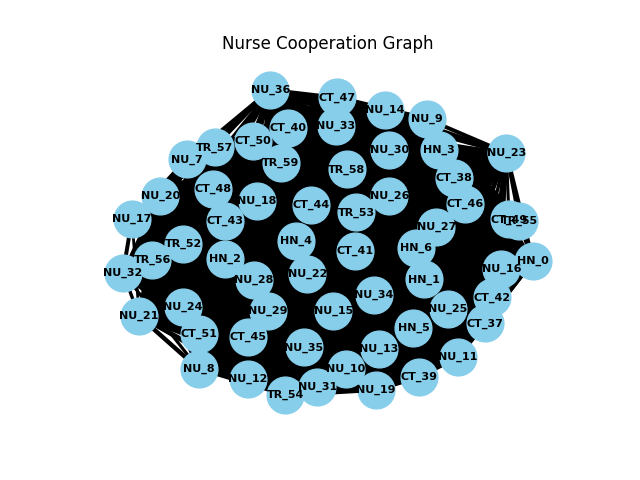 Nurse Cooperation Graph
NU_36
CT_47
NU_14
NU_9
CT_40
NU_33
CT_50
TR_57
NU_30
HN_3
NU_23
NU_7
TR_59
TR_58
CT_38
CT_48
NU_20
NU_18
NU_26
CT_46
CT_44
TR_53
NU_17
CT_43
CT_49
TR_55
NU_27
HN_4
TR_52
CT_41
HN_6
TR_56
HN_2
HN_0
NU_32
NU_22
NU_28
HN_1
NU_16
NU_34
CT_42
NU_24
NU_29
NU_15
NU_25
NU_21
CT_37
HN_5
CT_51
CT_45
NU_35
NU_13
NU_11
NU_8
NU_10
NU_12
CT_39
NU_31
NU_19
TR_54